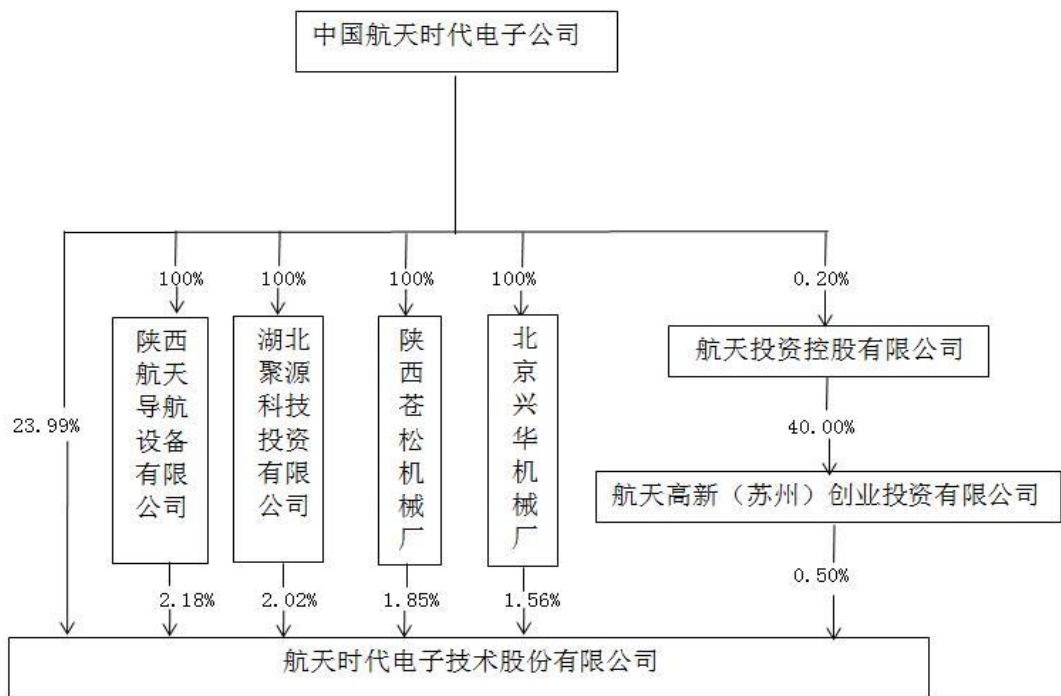 中国航天时代电子公司
100%
100%
100%
100%
0.20%
陕西
航天
导航
设备
有限
公司
湖北
聚源
科技
投资
有限
公司
陕
西
苍
松
机
械
厂
北
京
兴
华
机
械
厂
航天投资控股有限公司
23.99%
40.00%
航天高新（苏州）创业投资有限公司
2.18%
2.02%
1.85%
1.56%
0.50%
航天时代电子技术股份有限公司